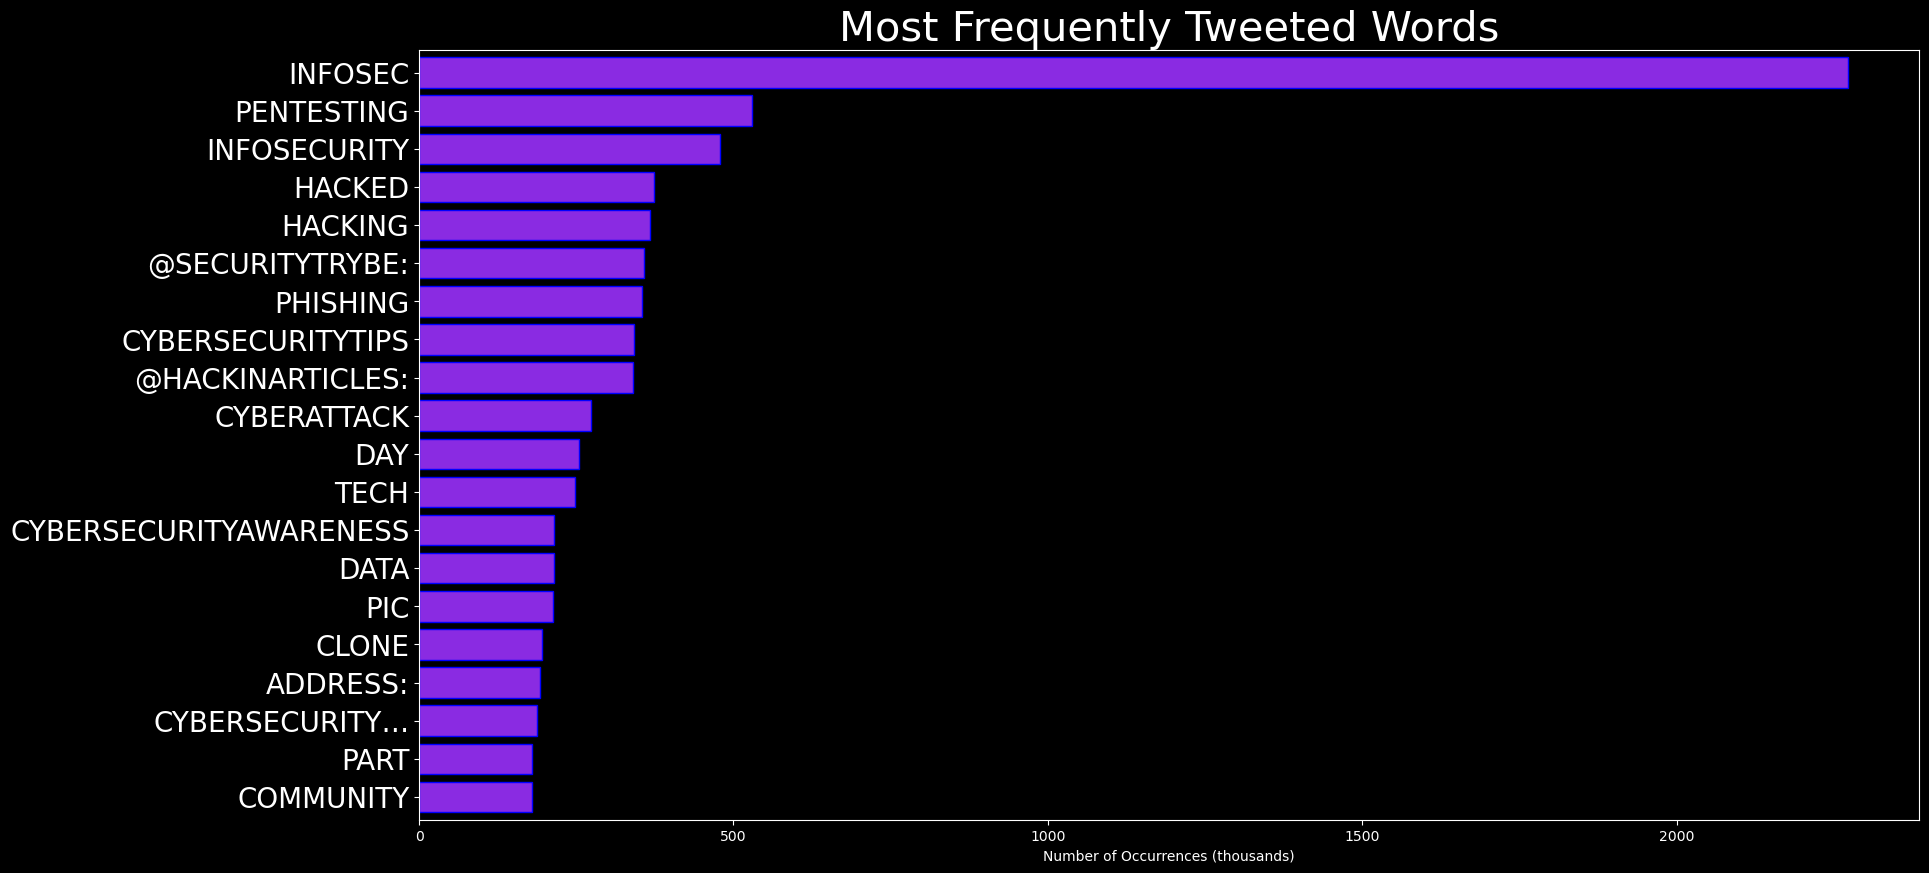 Most Frequently Tweeted Words
INFOSEC
PENTESTING
INFOSECURITY
HACKED
HACKING
@SECURITYTRYBE:
PHISHING
CYBERSECURITYTIPS
@HACKINARTICLES:
CYBERATTACK
DAY
TECH
CYBERSECURITYAWARENESS
DATA
PIC
CLONE
ADDRESS:
CYBERSECURITY…
PART
COMMUNITY
0 500 1000 1500 2000
Number of Occurrences (thousands)